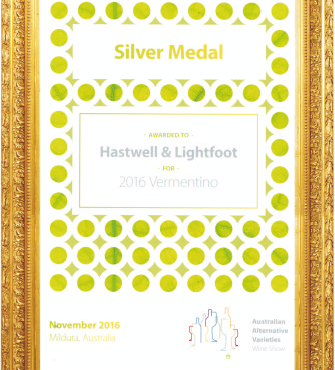 Silver Medal
- AWARDED TO -
Hastwell & Lightfoot
- FOR -
2016 Vermentino
November 2016
Mildura, Australia
Australian
Alternative
Varieties
Wine Show